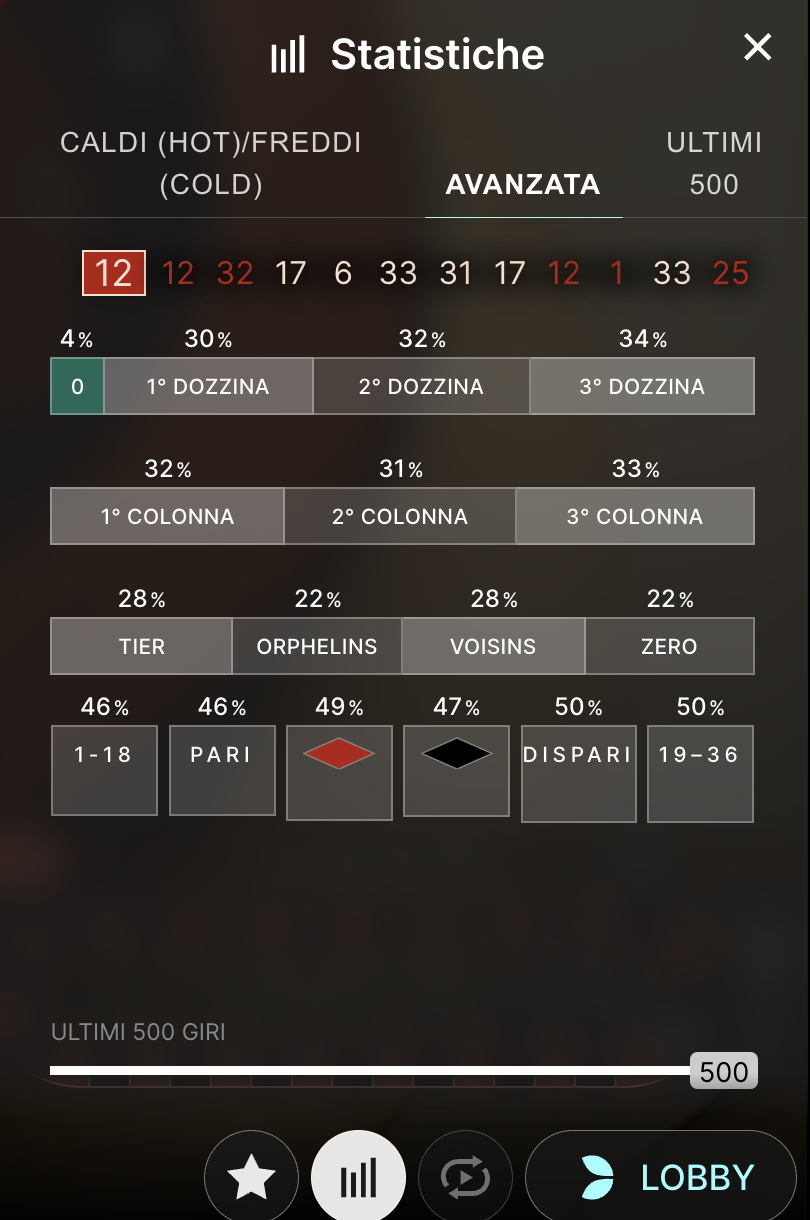 Statistiche
CALDI (HOT)/FREDDI
(COLD)
AVANZATA
ULTIMI
500
12 12 32 17 6 33 31 17 12 1 33 25
4% 30% 32% 34%
0 1° DOZZINA 2° DOZZINA 3° DOZZINA
32% 31% 33%
1° COLONNA 2° COLONNA 3° COLONNA
28% 22% 28% 22%
TIER ORPHELINS VOISINS ZERO
46% 46% 49% 47% 50% 50%
1-18 PARI DISPARI 19–36
ULTIMI 500 GIRI
500
LOBBY